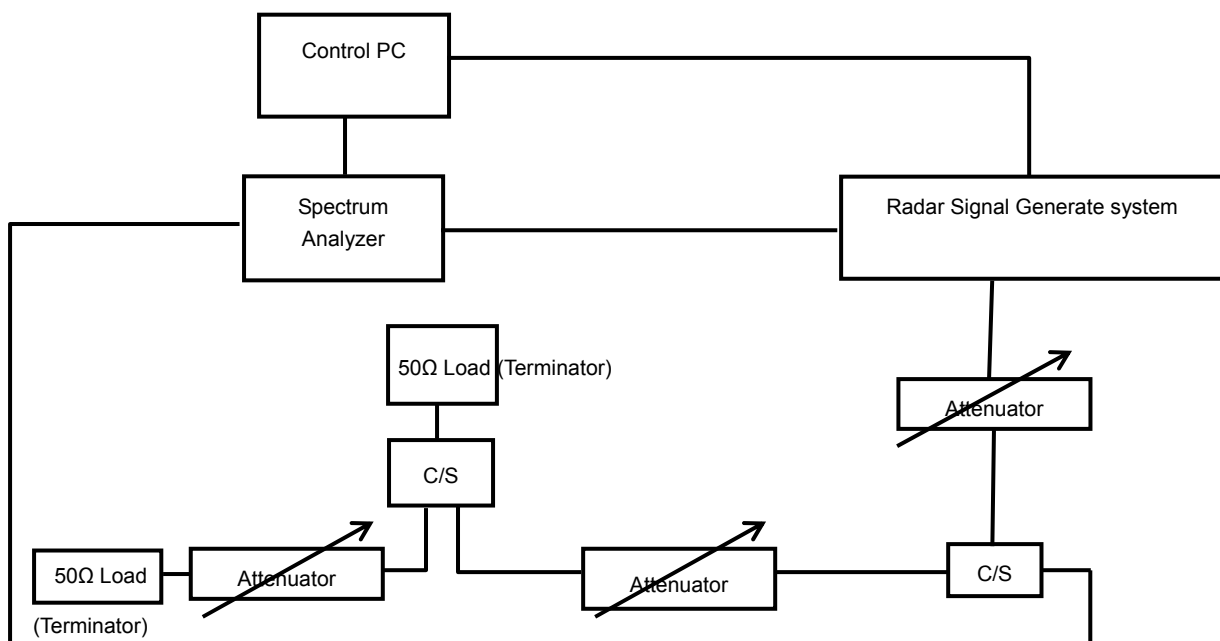 Control PC
Spectrum
Analyzer
Radar Signal Generate system
50Ω Load (Terminator)
Attenuator
C/S
50Ω Load
(Terminator)
Attenuator
Attenuator
C/S